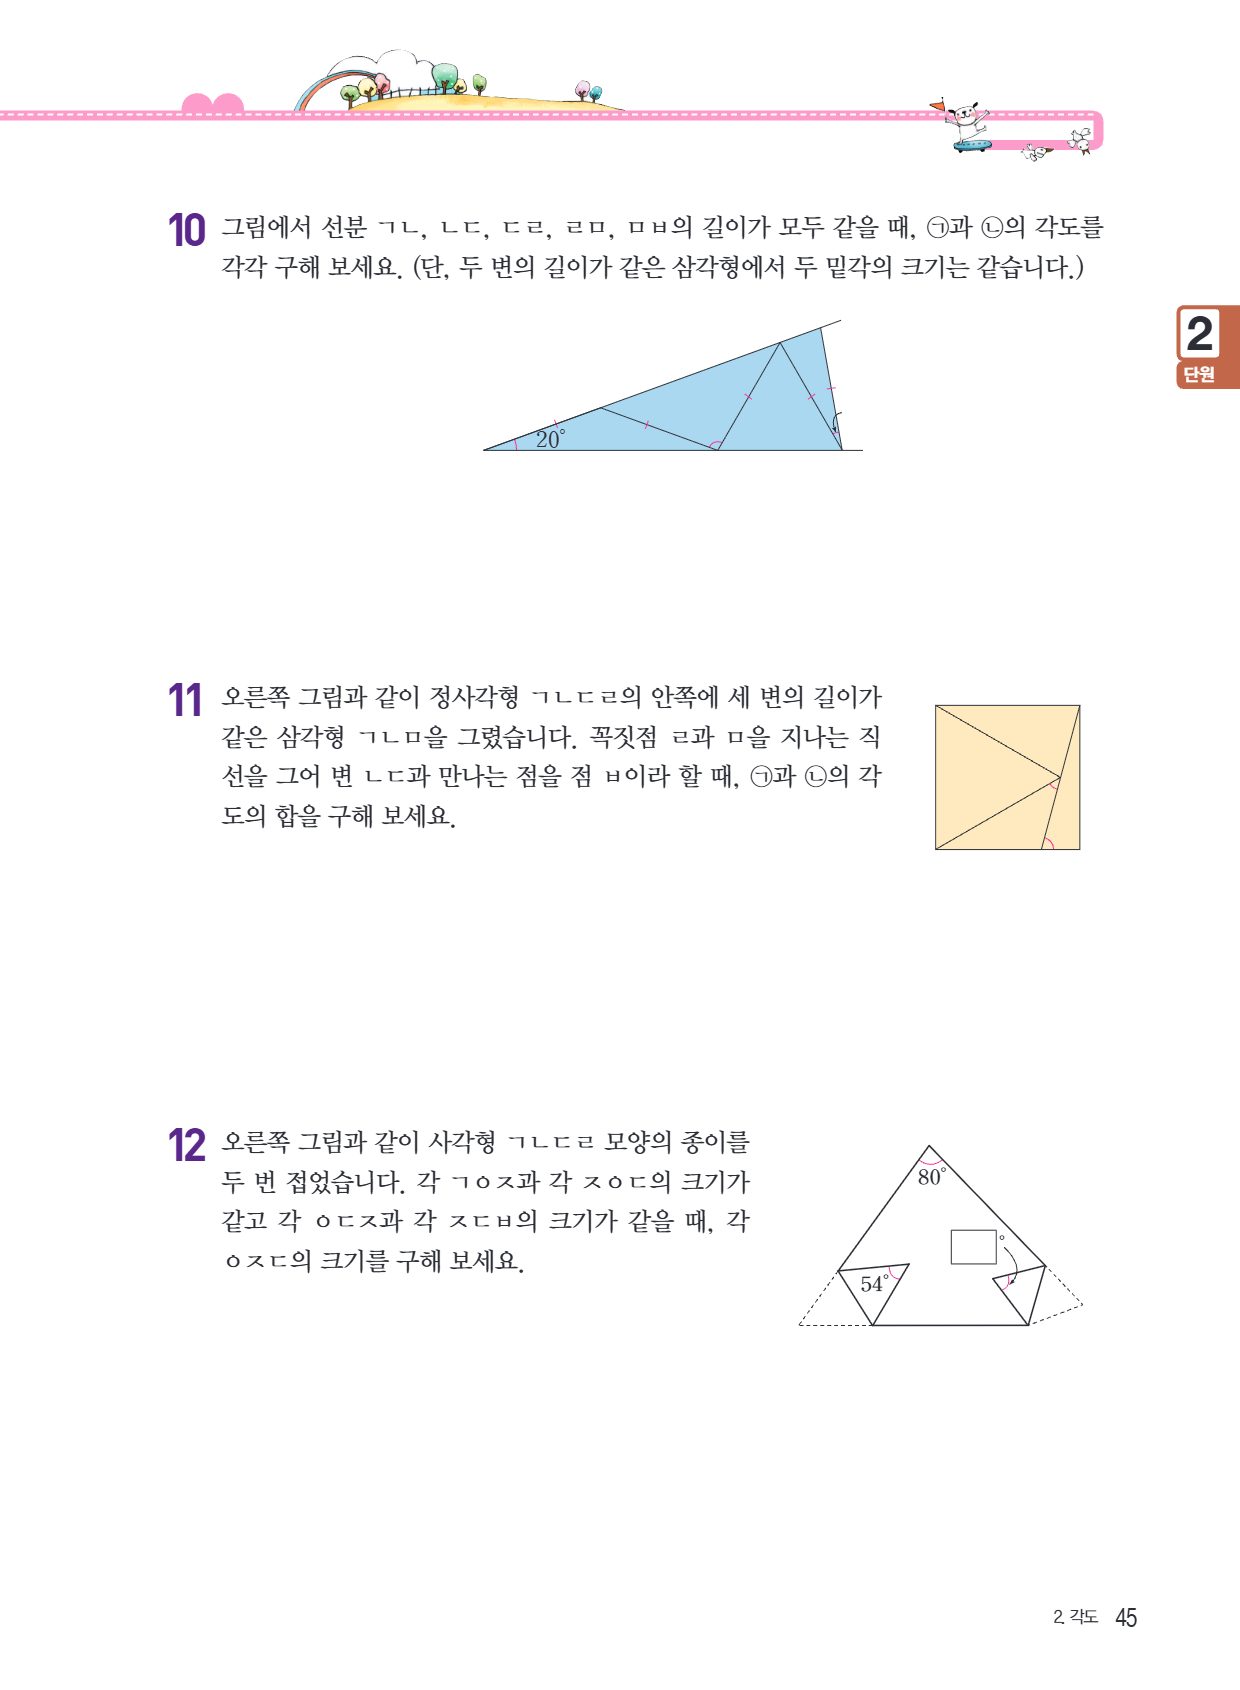 10 그림에서 선분 ㄱㄴ, ㄴㄷ, ㄷㄹ, ㄹㅁ, ㅁㅂ의 길이가 모두 같을 때, ㉠과 ㉡의 각도를
각각 구해 보세요. (단, 두 변의 길이가 같은 삼각형에서 두 밑각의 크기는 같습니다.)
2
단원
20°
11 오른쪽 그림과 같이 정사각형 ㄱㄴㄷㄹ의 안쪽에 세 변의 길이가
같은 삼각형 ㄱㄴㅁ을 그렸습니다. 꼭짓점 ㄹ과 ㅁ을 지나는 직
선을 그어 변 ㄴㄷ과 만나는 점을 점 ㅂ이라 할 때, ㉠과 ㉡의 각
도의 합을 구해 보세요.
12 오른쪽 그림과 같이 사각형 ㄱㄴㄷㄹ 모양의 종이를
두 번 접었습니다. 각 ㄱㅇㅈ과 각 ㅈㅇㄷ의 크기가
같고 각 ㅇㄷㅈ과 각 ㅈㄷㅂ의 크기가 같을 때, 각
ㅇㅈㄷ의 크기를 구해 보세요.
80°
°
54°
2. 각도 45